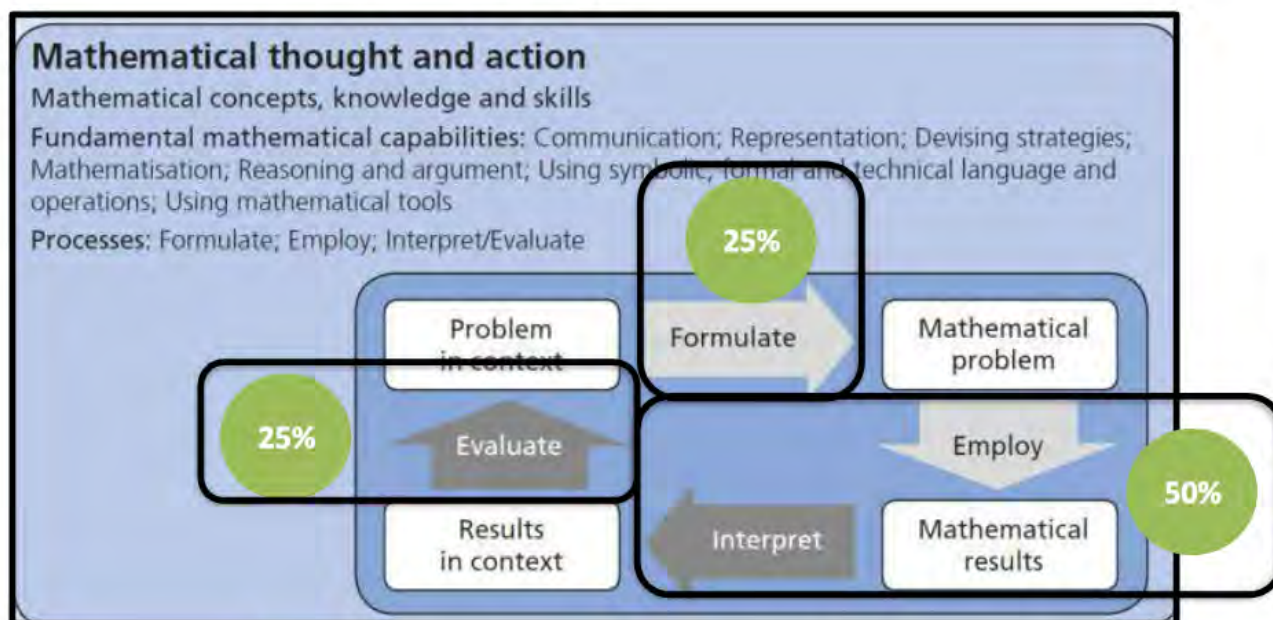 Mathematical thought and action
Mathematical concepts, knowledge and skills
Fundamental mathematical capabilities: Communication; Representation; Devising strategies;
Mathematisation; Reasoning and argument; Using symbolic, formal and technical language and
operations; Using mathematical tools
Processes: Formulate; Employ; Interpret/Evaluate
25%
Problem
in context
Formulate
Mathematical
problem
25%
Evaluate
Employ
50%
Results
in context
Interpret
Mathematical
results